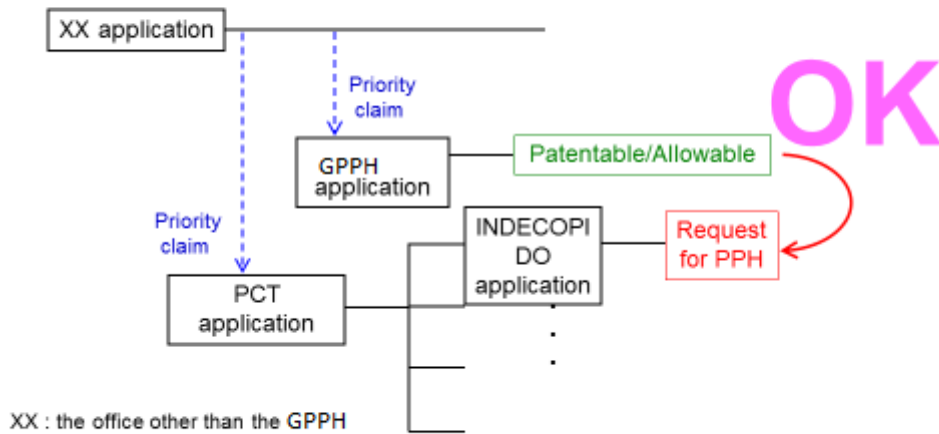 XX application
OK
Priority
claim
Priority
claim
GPPH
application
Patentable/Allowable
INDECOPI
DO
application
Request
for PPH
PCT
application
XX : the office other than the GPPH